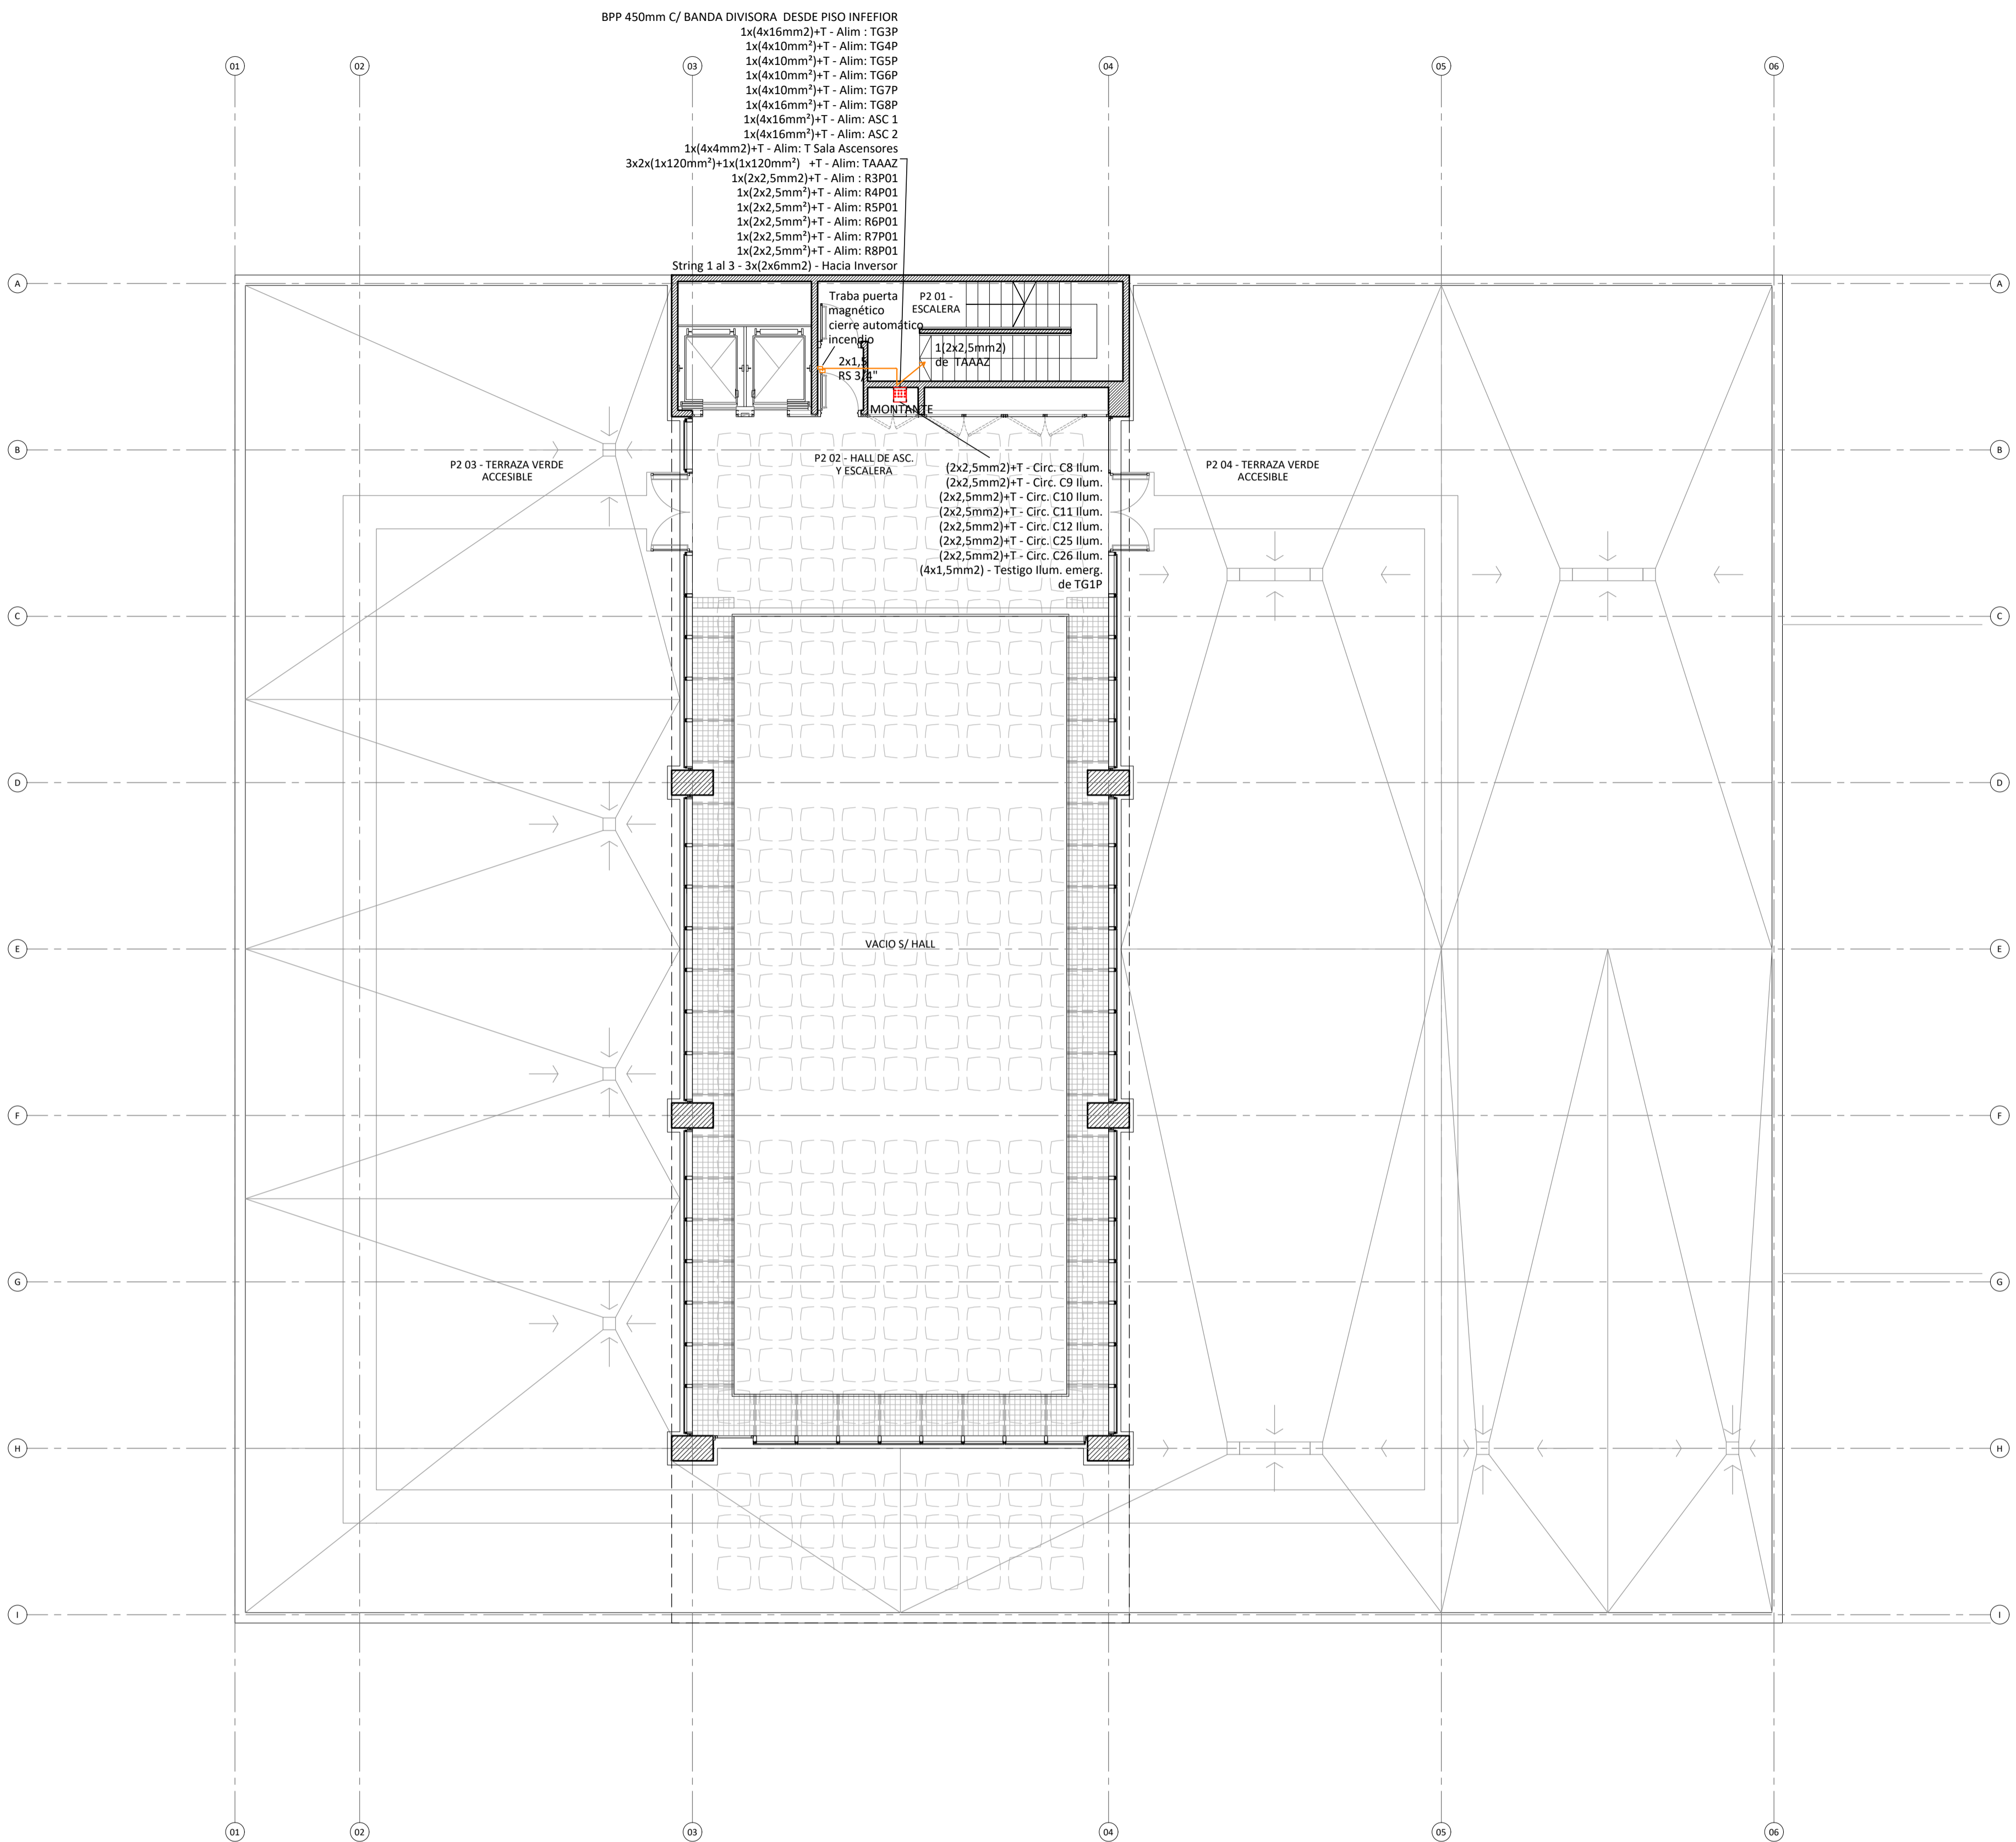 BPP 450mm C/ BANDA DIVISORA  DESDE PISO INFEFIOR
1x(4x16mm2)+T - Alim : TG3P
1x(4x10mm²)+T - Alim: TG4P
1x(4x10mm²)+T - Alim: TG5P
1x(4x10mm²)+T - Alim: TG6P
1x(4x10mm²)+T - Alim: TG7P
1x(4x16mm²)+T - Alim: TG8P
1x(4x16mm²)+T - Alim: ASC 1
1x(4x16mm²)+T - Alim: ASC 2
1x(4x4mm2)+T - Alim: T Sala Ascensores
3x2x(1x120mm²)+1x(1x120mm²)   +T - Alim: TAAAZ
1x(2x2,5mm2)+T - Alim : R3P01
1x(2x2,5mm²)+T - Alim: R4P01
1x(2x2,5mm²)+T - Alim: R5P01
1x(2x2,5mm²)+T - Alim: R6P01
1x(2x2,5mm²)+T - Alim: R7P01
1x(2x2,5mm²)+T - Alim: R8P01
String 1 al 3 - 3x(2x6mm2) - Hacia Inversor
01
02
03
04
05
06
A
A
Traba puerta
magnético
cierre automático
incendio
P2 01 -
ESCALERA
2x1,5
RS 3/4"
1(2x2,5mm2)
de  TAAAZ
MONTANTE
B
B
P2 03 - TERRAZA VERDE
ACCESIBLE
P2 02 - HALL DE ASC.
Y ESCALERA
P2 04 - TERRAZA VERDE
ACCESIBLE
(2x2,5mm2)+T - Circ. C8 Ilum.
(2x2,5mm2)+T - Circ. C9 Ilum.
(2x2,5mm2)+T - Circ. C10 Ilum.
(2x2,5mm2)+T - Circ. C11 Ilum.
(2x2,5mm2)+T - Circ. C12 Ilum.
(2x2,5mm2)+T - Circ. C25 Ilum.
(2x2,5mm2)+T - Circ. C26 Ilum.
(4x1,5mm2) - Testigo Ilum. emerg.
de TG1P
C
C
D
D
VACIO S/ HALL
E
E
F
F
G
G
H
H
I
I
01
02
03
04
05
06